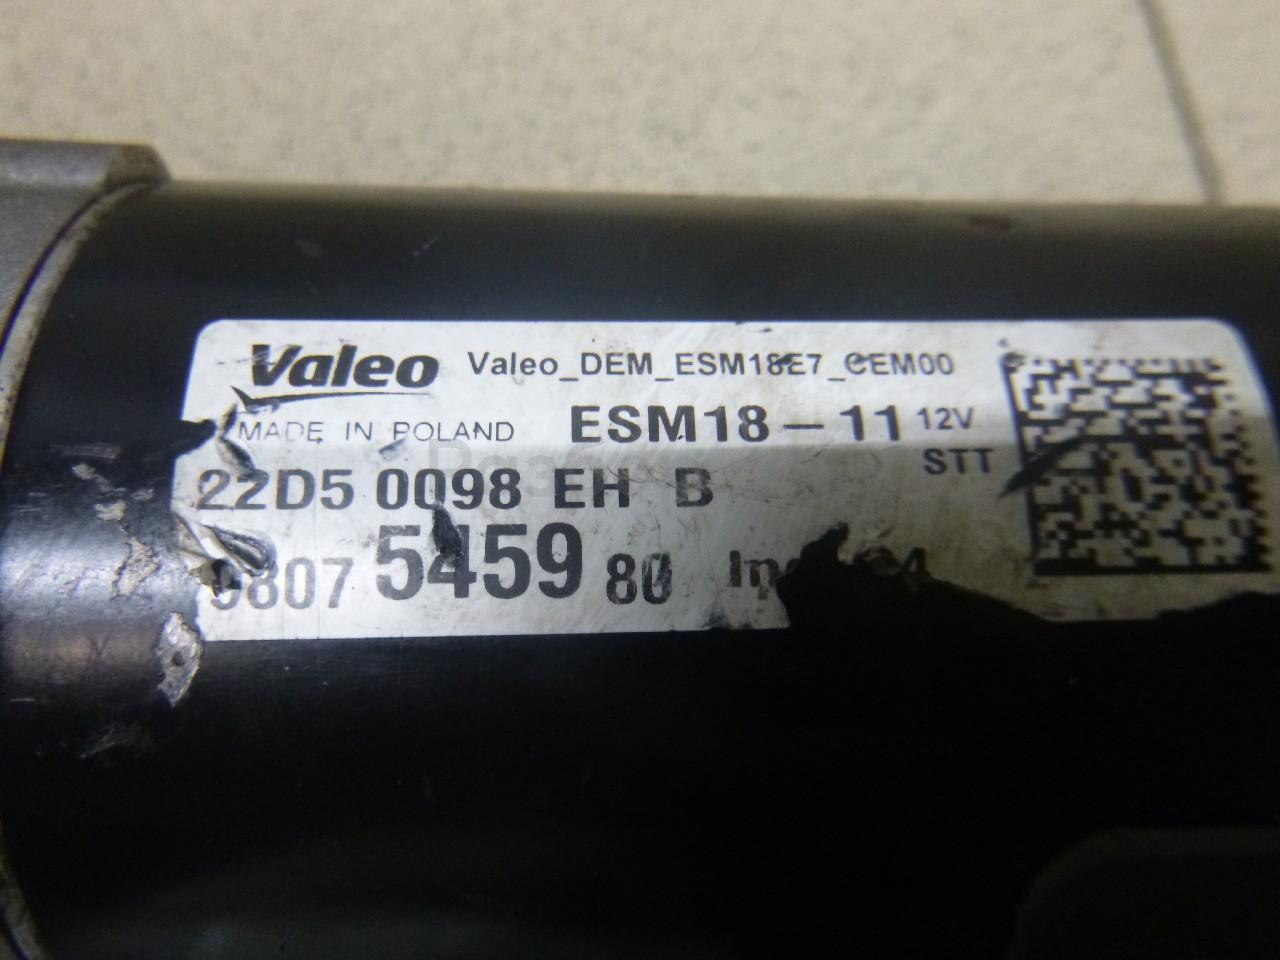 Valeo Valeo_DEM_ESM18E7_CEM00
MADE IN POLAND ESM18-11 12V
STT
22D5 0098 EH B
9807 5459 80